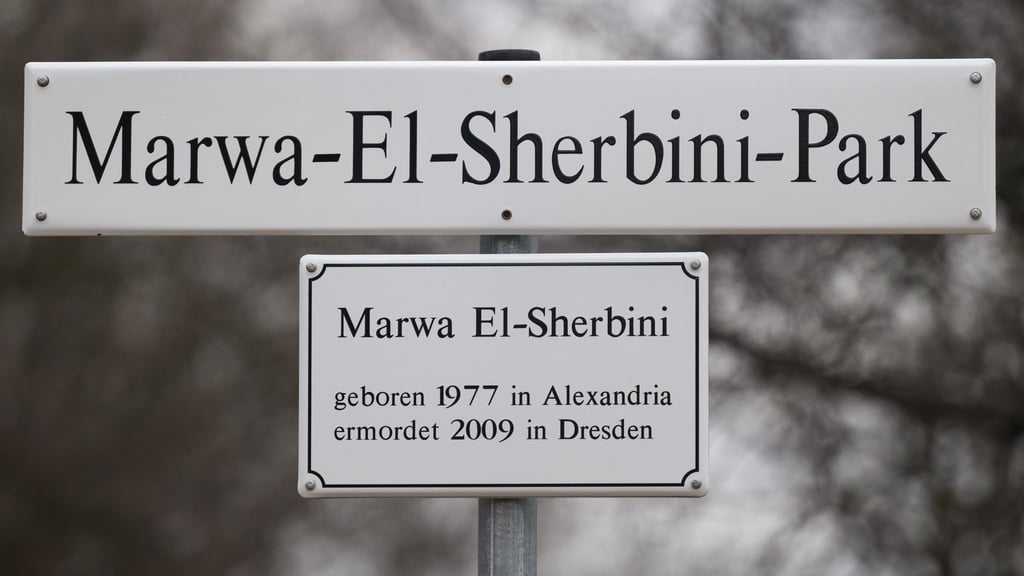 Marwa-El-Sherbini-Park
Marwa El-Sherbini
geboren 1977 in Alexandria
ermordet 2009 in Dresden